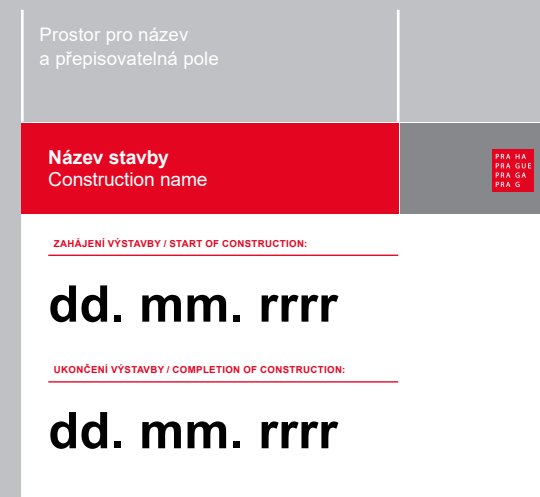 Prostor pro název
a přepisovatelná pole
Název stavby
Construction name
PRA HA
PRA GUE
PRA GA
PRA G
ZAHÁJENÍ VÝSTAVBY / START OF CONSTRUCTION:
dd. mm. rrrr
UKONČENÍ VÝSTAVBY / COMPLETION OF CONSTRUCTION:
dd. mm. rrrr